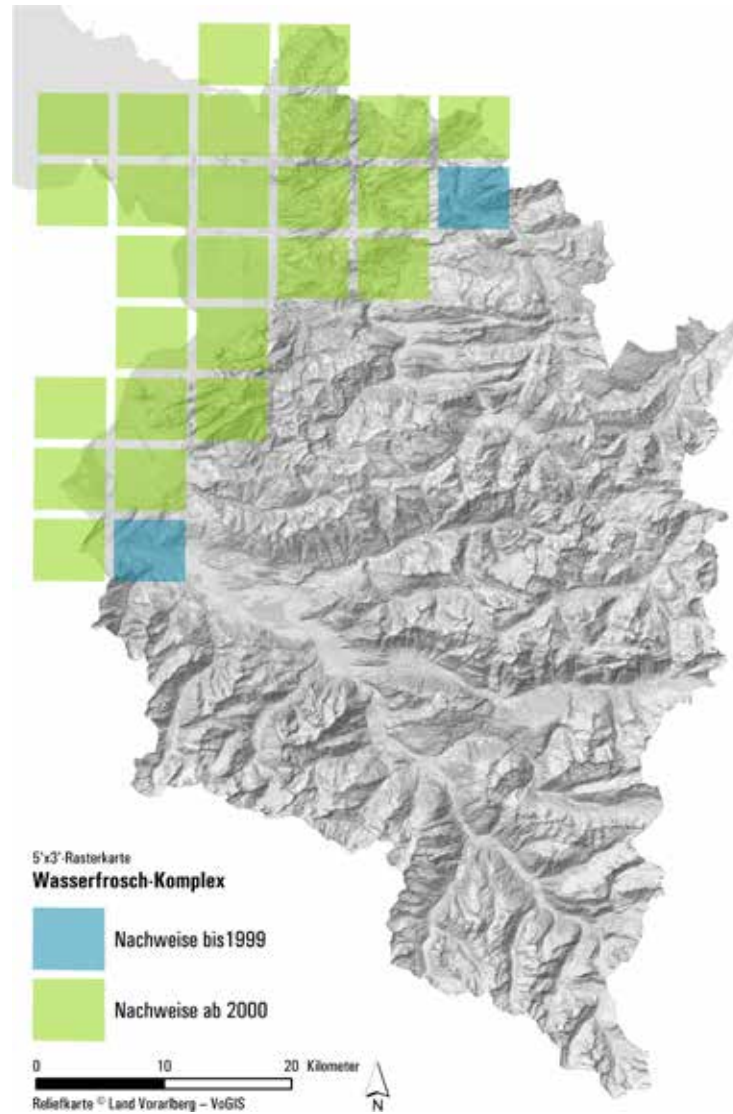 5'x3'-Rasterkarte
Wasserfrosch-Komplex
Nachweise bis1999
Nachweise ab 2000
0 10 20 Kilometer
N
Reliefkarte © Land Vorarlberg – VoGIS